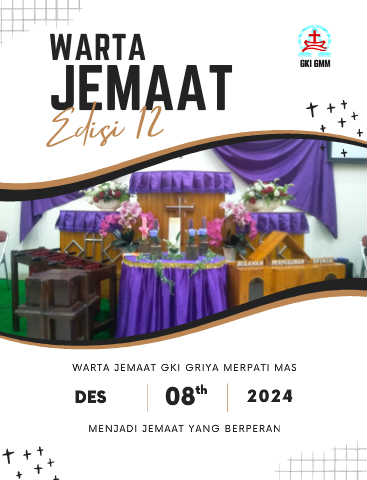 WARTA
JEMAAT
Edisi 12
GKI GMM
WARTA JEMAAT GKI GRIYA MERPATI MAS
DES
08th
2024
MENJADI JEMAAT YANG BERPERAN